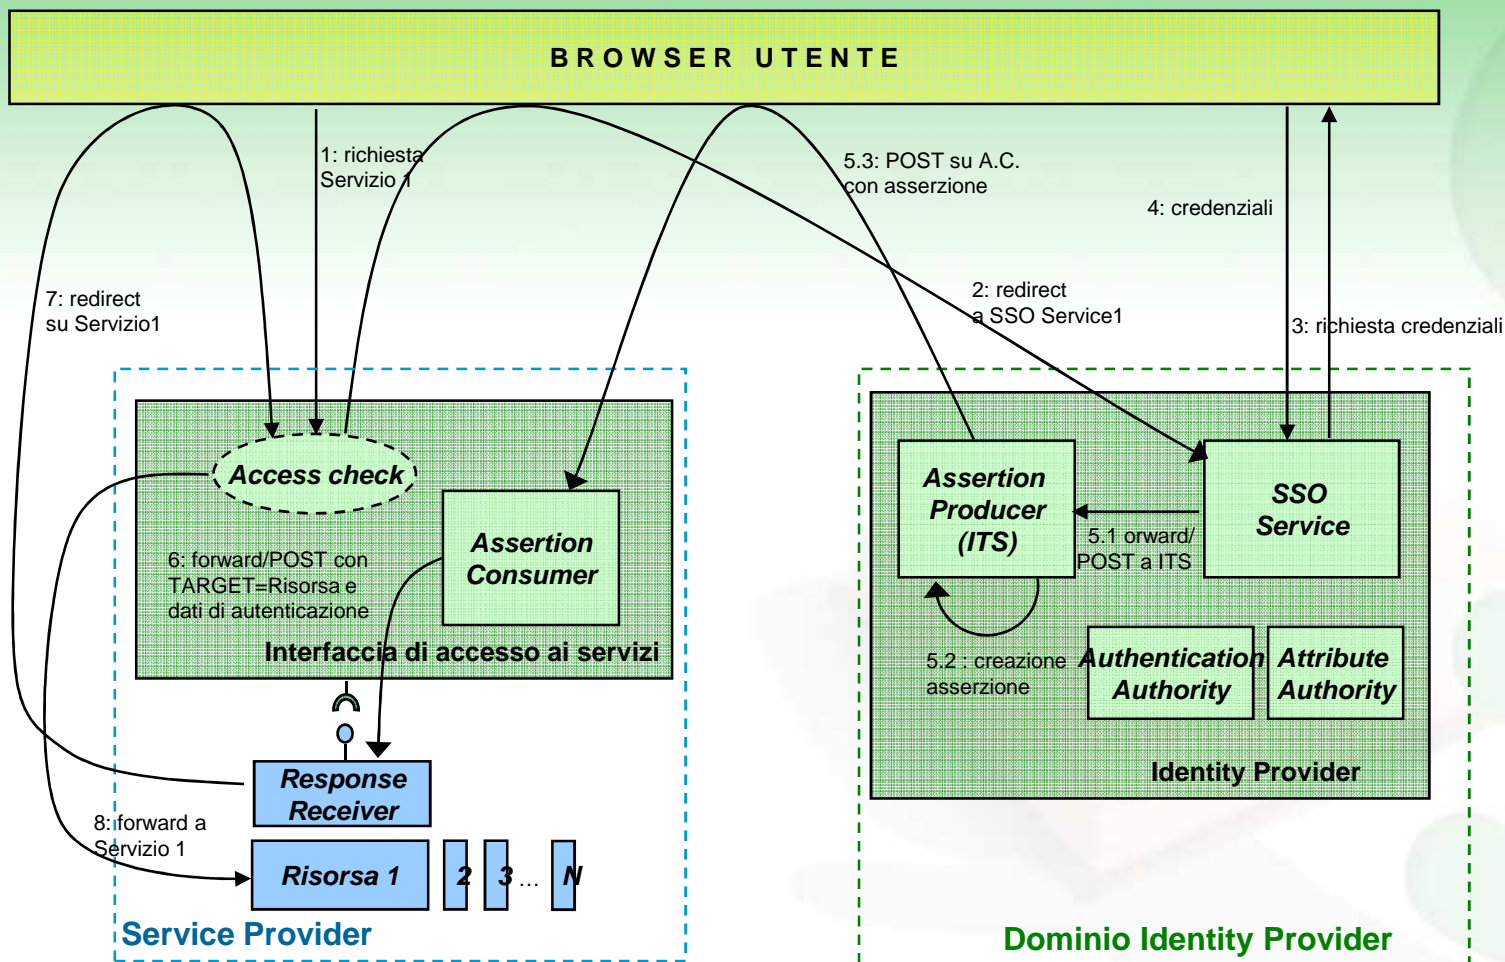 BROWSER UTENTE
1: richiesta
Servizio 1
5.3: POST su A.C.
con asserzione
4: credenziali
7: redirect
su Servizio1
2: redirect
a SSO Service1
3: richiesta credenziali
Access check
Assertion
Consumer
6: forward/POST con
TARGET=Risorsa e
dati di autenticazione
Interfaccia di accesso ai servizi
Assertion
Producer
(ITS)
SSO
Service
5.1 orward/
POST a ITS
5.2 : creazione
asserzione
Authentication
Authority
Attribute
Authority
Identity Provider
Response
Receiver
8: forward a
Servizio 1
Risorsa 1
2
3
...
N
Service Provider
Dominio Identity Provider